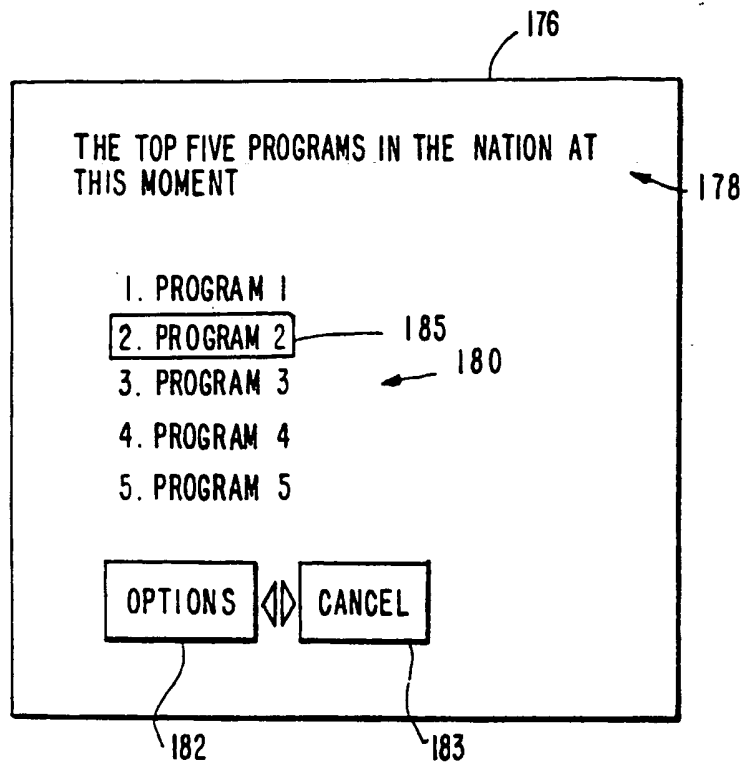 176
THE TOP FIVE PROGRAMS IN THE NATION AT
THIS MOMENT
178
1. PROGRAM 1
2. PROGRAM 2
185
3. PROGRAM 3
180
4. PROGRAM 4
5. PROGRAM 5
OPTIONS
CANCEL
182
183